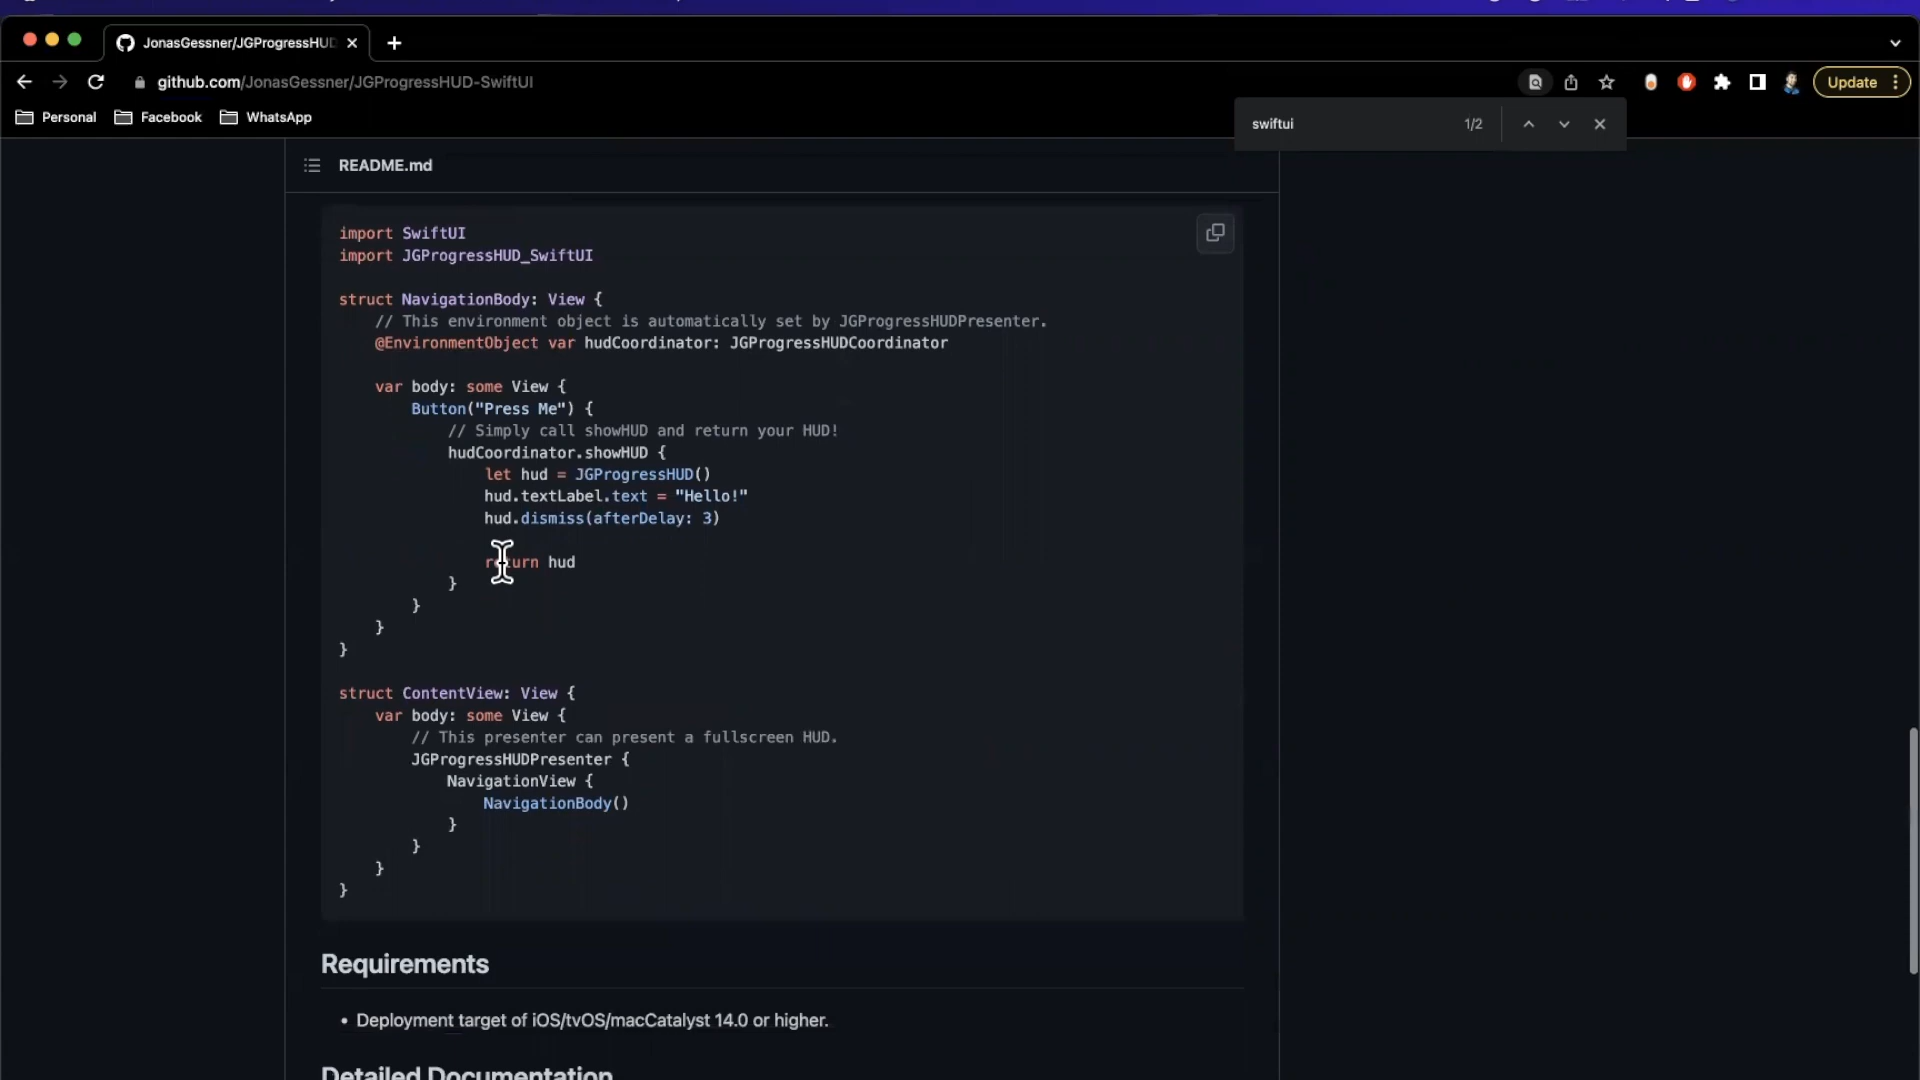 JonasGessner/JGProgressHUD
github.com/JonasGessner/JGProgressHUD-SwiftUI
Update
Personal
Facebook
WhatsApp
swiftui
1/2
README.md
import SwiftUI
import JGProgressHUD_SwiftUI
struct NavigationBody: View {
// This environment object is automatically set by JGProgressHUDPresenter.
@EnvironmentObject var hudCoordinator: JGProgressHUDCoordinator
var body: some View {
Button("Press Me") {
// Simply call showHUD and return your HUD!
hudCoordinator.showHUD {
let hud = JGProgressHUD()
hud.textLabel.text = "Hello!"
hud.dismiss(afterDelay: 3)
return hud
}
}
}
}
struct ContentView: View {
var body: some View {
// This presenter can present a fullscreen HUD.
JGProgressHUDPresenter {
NavigationView {
NavigationBody()
}
}
}
}
Requirements
• Deployment target of iOS/tvOS/macCatalyst 14.0 or higher.
Detailed Documentation